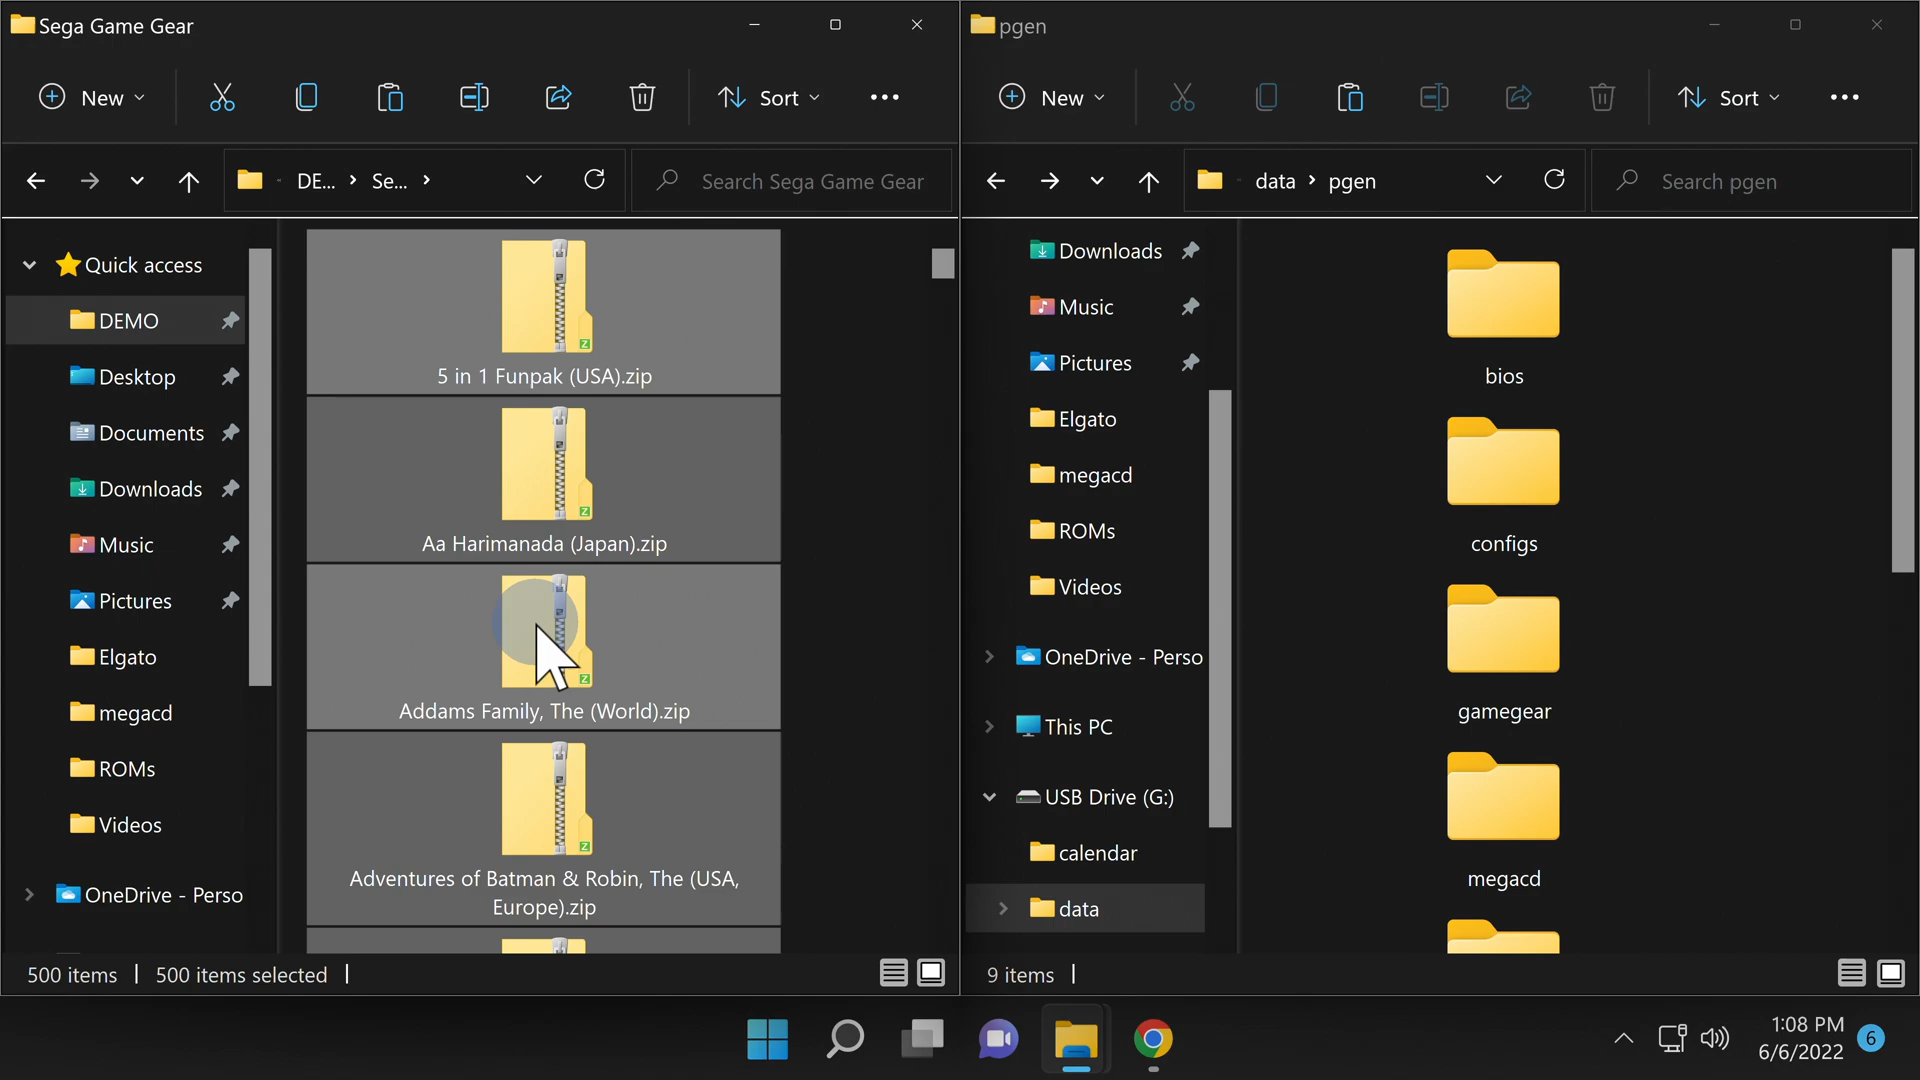 Sega Game Gear
New
Sort
DE...
Se...
Search Sega Game Gear
Quick access
DEMO
Desktop
Documents
Downloads
Music
Pictures
Elgato
megacd
ROMs
Videos
OneDrive - Perso
5 in 1 Funpak (USA).zip
Aa Harimanada (Japan).zip
Addams Family, The (World).zip
Adventures of Batman & Robin, The (USA,
Europe).zip
500 items
500 items selected
pgen
New
Sort
data
pgen
Search pgen
Downloads
Music
Pictures
Elgato
megacd
ROMs
Videos
OneDrive - Perso
This PC
USB Drive (G:)
calendar
data
bios
configs
gamegear
megacd
9 items
1:08 PM
6/6/2022
6